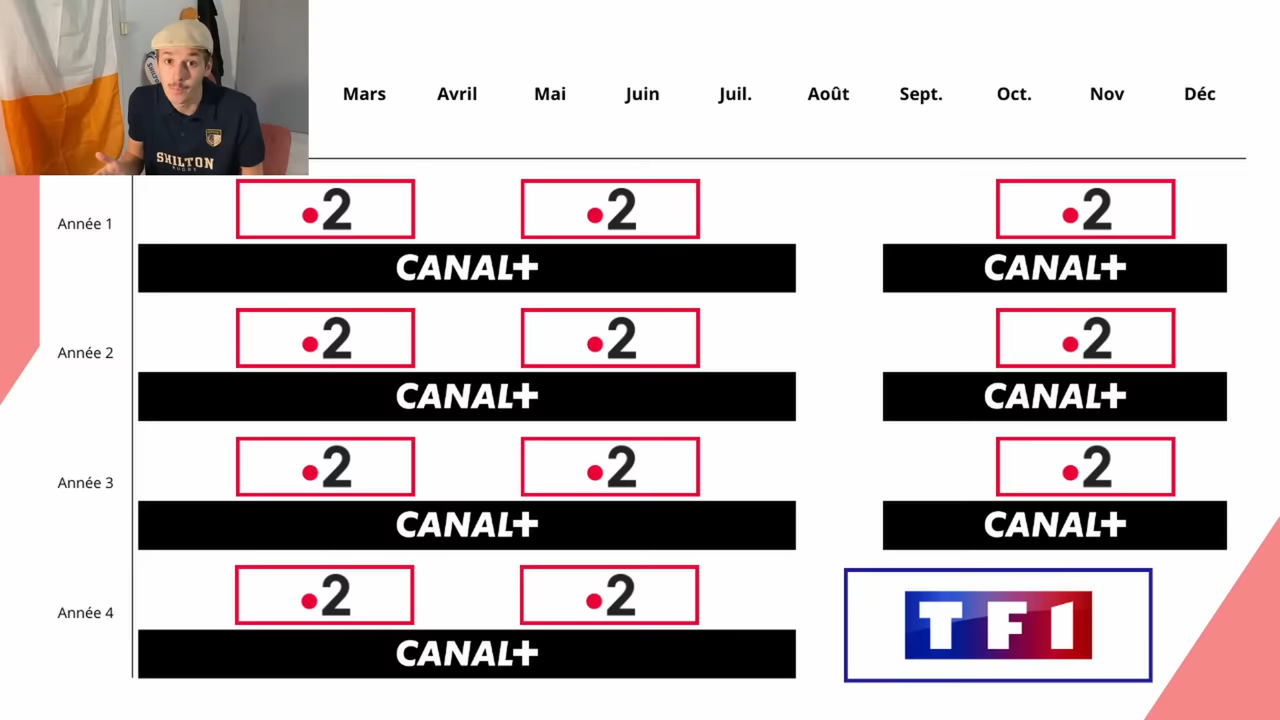 Mars Avril Mai Juin Juil. Août Sept. Oct. Nov Déc
SHILTON
Année 1 2 2 2
CANAL+ CANAL+
Année 2 2 2 2
CANAL+ CANAL+
Année 3 2 2 2
CANAL+ CANAL+
Année 4 2 2 TF1
CANAL+